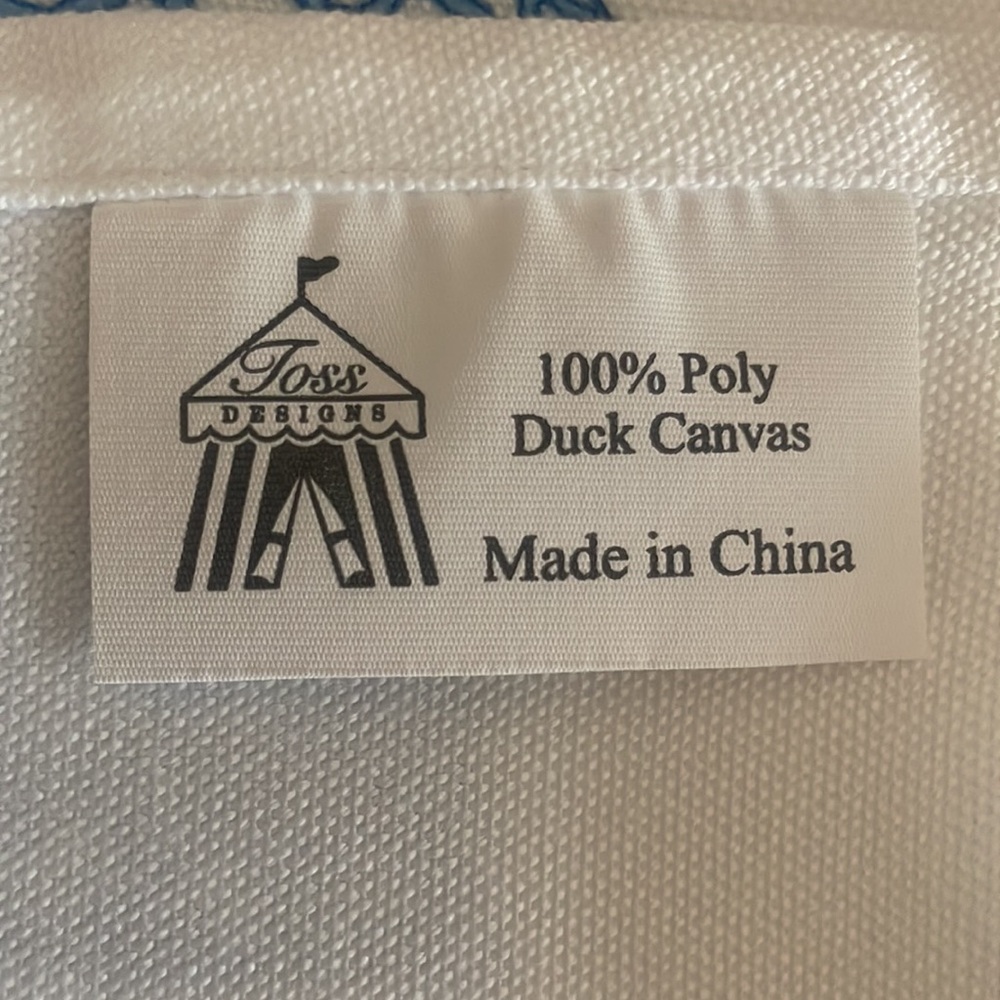 Toss
DESIGNS
100% Poly
Duck Canvas
Made in China